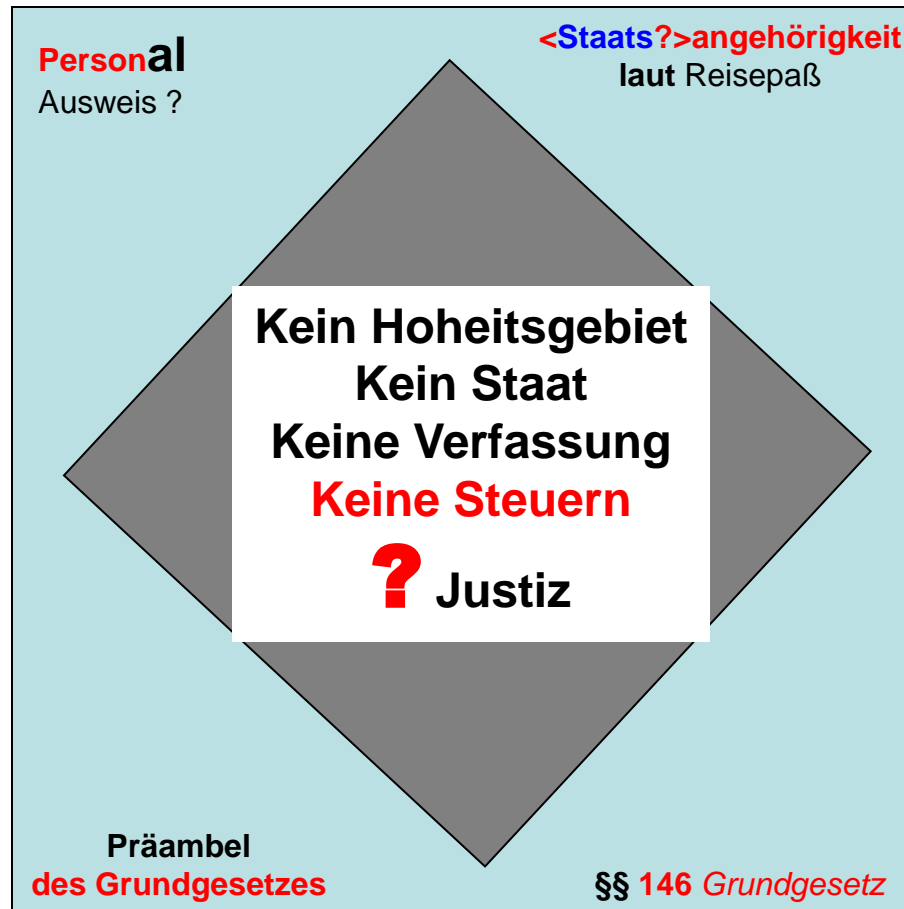 Personal
Ausweis ?
<Staats?>angehörigkeit
laut Reisepaß
Kein Hoheitsgebiet
Kein Staat
Keine Verfassung
Keine Steuern
? Justiz
Präambel
des Grundgesetzes
§§ 146 Grundgesetz